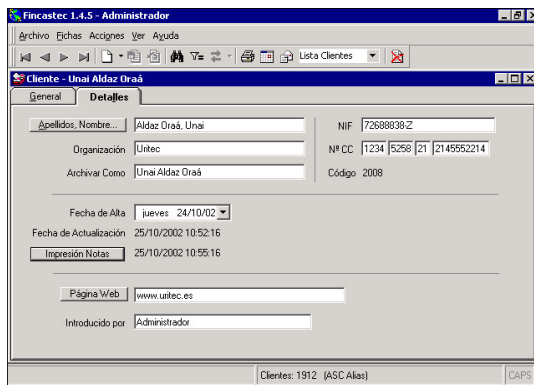 Fincastec 1.4.5 - Administrador
Archivo Fichas Acciones Ver Ayuda
Lista Clientes
Cliente - Unai Aldaz Oraá
General Detalles
Apellidos, Nombre... Aldaz Oraá, Unai NIF 72688838-Z
Organización Uritec Nº CC 1234 5258 21 2145552214
Archivar Como Unai Aldaz Oraá Código 2008
Fecha de Alta jueves 24/10/02
Fecha de Actualización 25/10/2002 10:52:16
Impresión Notas 25/10/2002 10:55:16
Página Web www.uritec.es
Introducido por Administrador
Clientes: 1912 (ASC Alias) CAPS